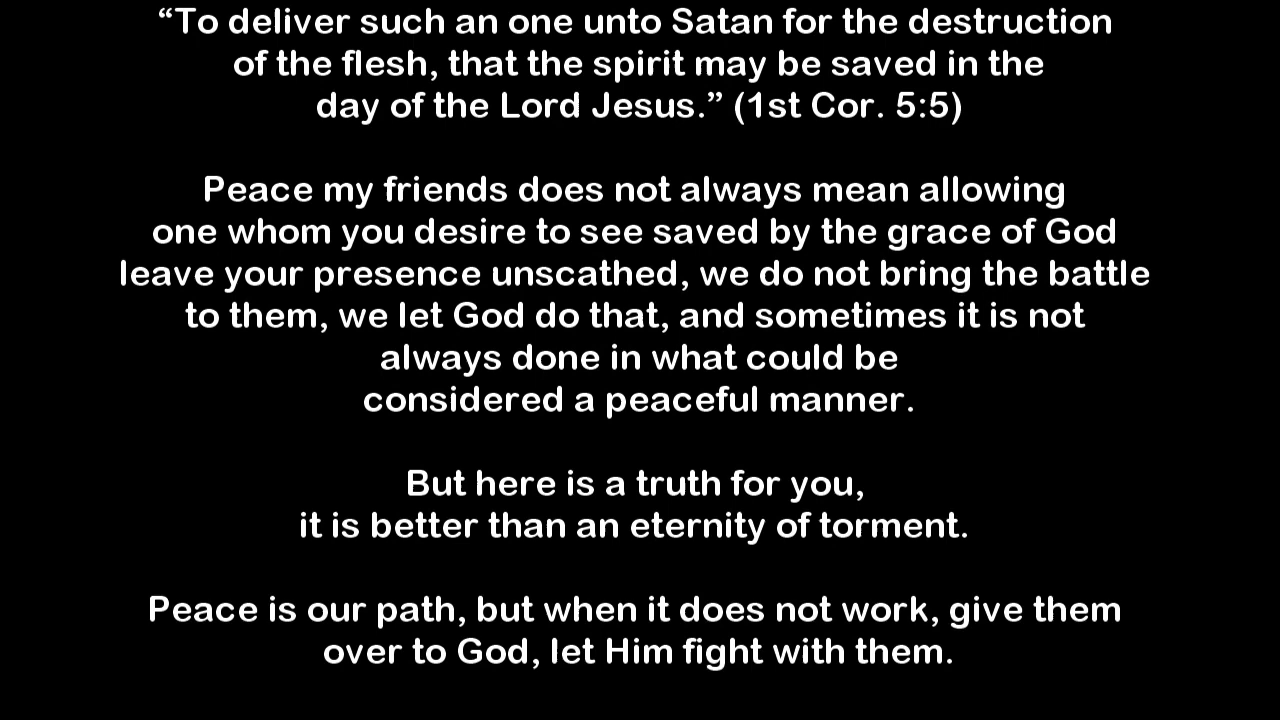 “To deliver such an one unto Satan for the destruction
of the flesh, that the spirit may be saved in the
day of the Lord Jesus.” (1st Cor. 5:5)
Peace my friends does not always mean allowing
one whom you desire to see saved by the grace of God
leave your presence unscathed, we do not bring the battle
to them, we let God do that, and sometimes it is not
always done in what could be
considered a peaceful manner.
But here is a truth for you,
it is better than an eternity of torment.
Peace is our path, but when it does not work, give them
over to God, let Him fight with them.